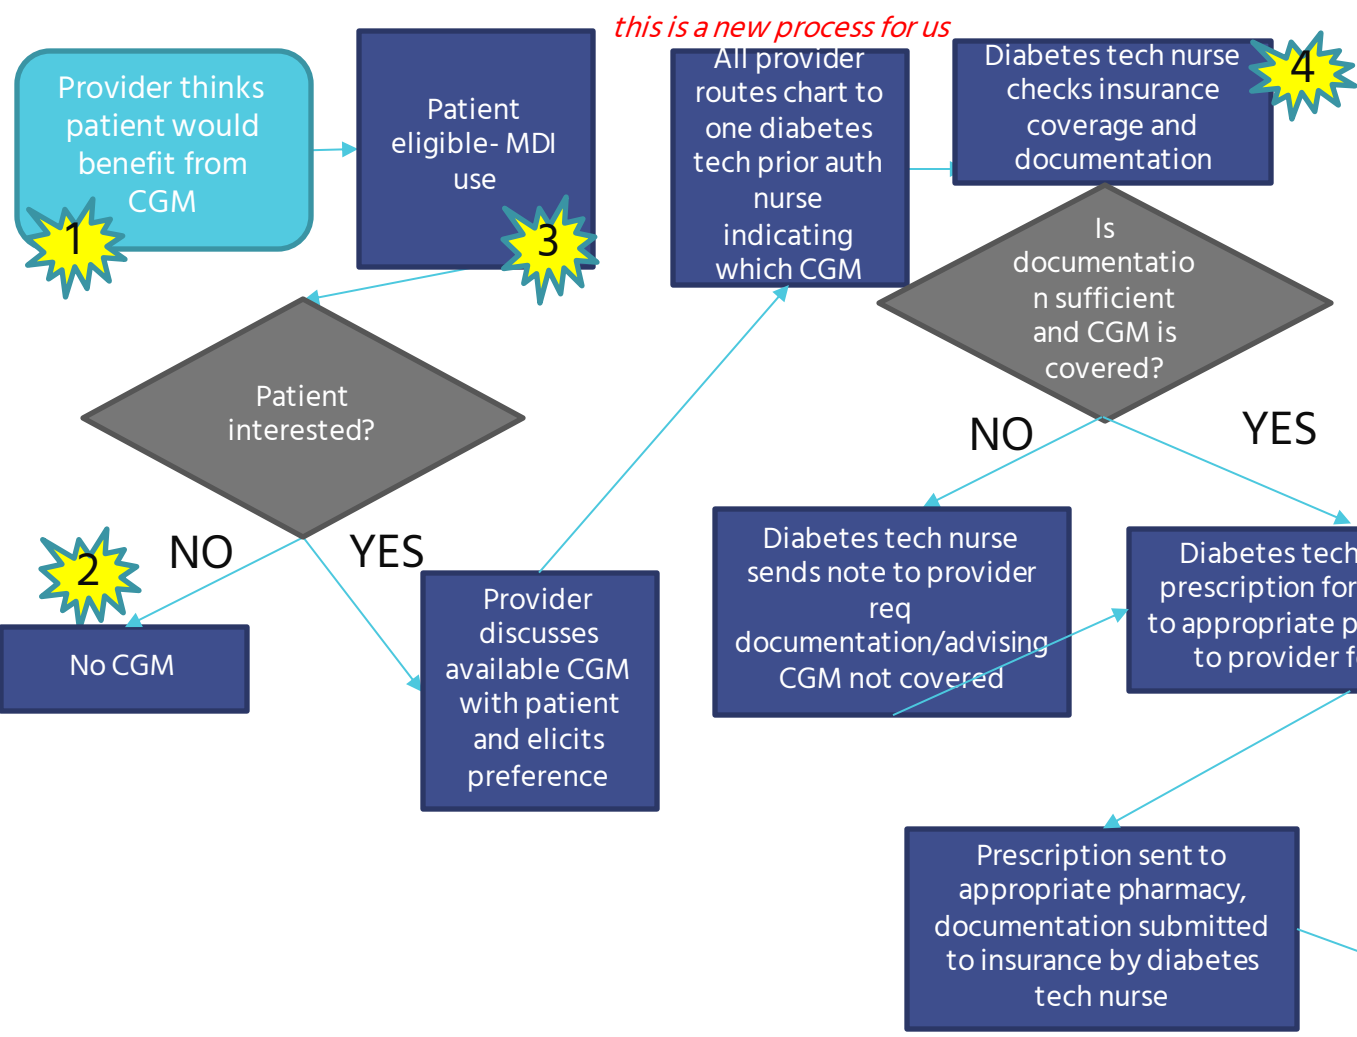 this is a new process for us
Provider thinks
patient would
benefit from
CGM
1
Patient
eligible- MDI
use
3
All provider
routes chart to
one diabetes
tech prior auth
nurse
indicating
which CGM
Diabetes tech nurse
checks insurance
coverage and
documentation
4
Is
documentatio
n sufficient
and CGM is
covered?
Patient
interested?
NO
YES
2
No CGM
Provider
discusses
available CGM
with patient
and elicits
preference
NO
YES
Diabetes tech nurse
sends note to provider
req
documentation/advising
CGM not covered
Diabetes tech
prescription for
to appropriate
to provider
Prescription sent to
appropriate pharmacy,
documentation submitted
to insurance by diabetes
tech nurse